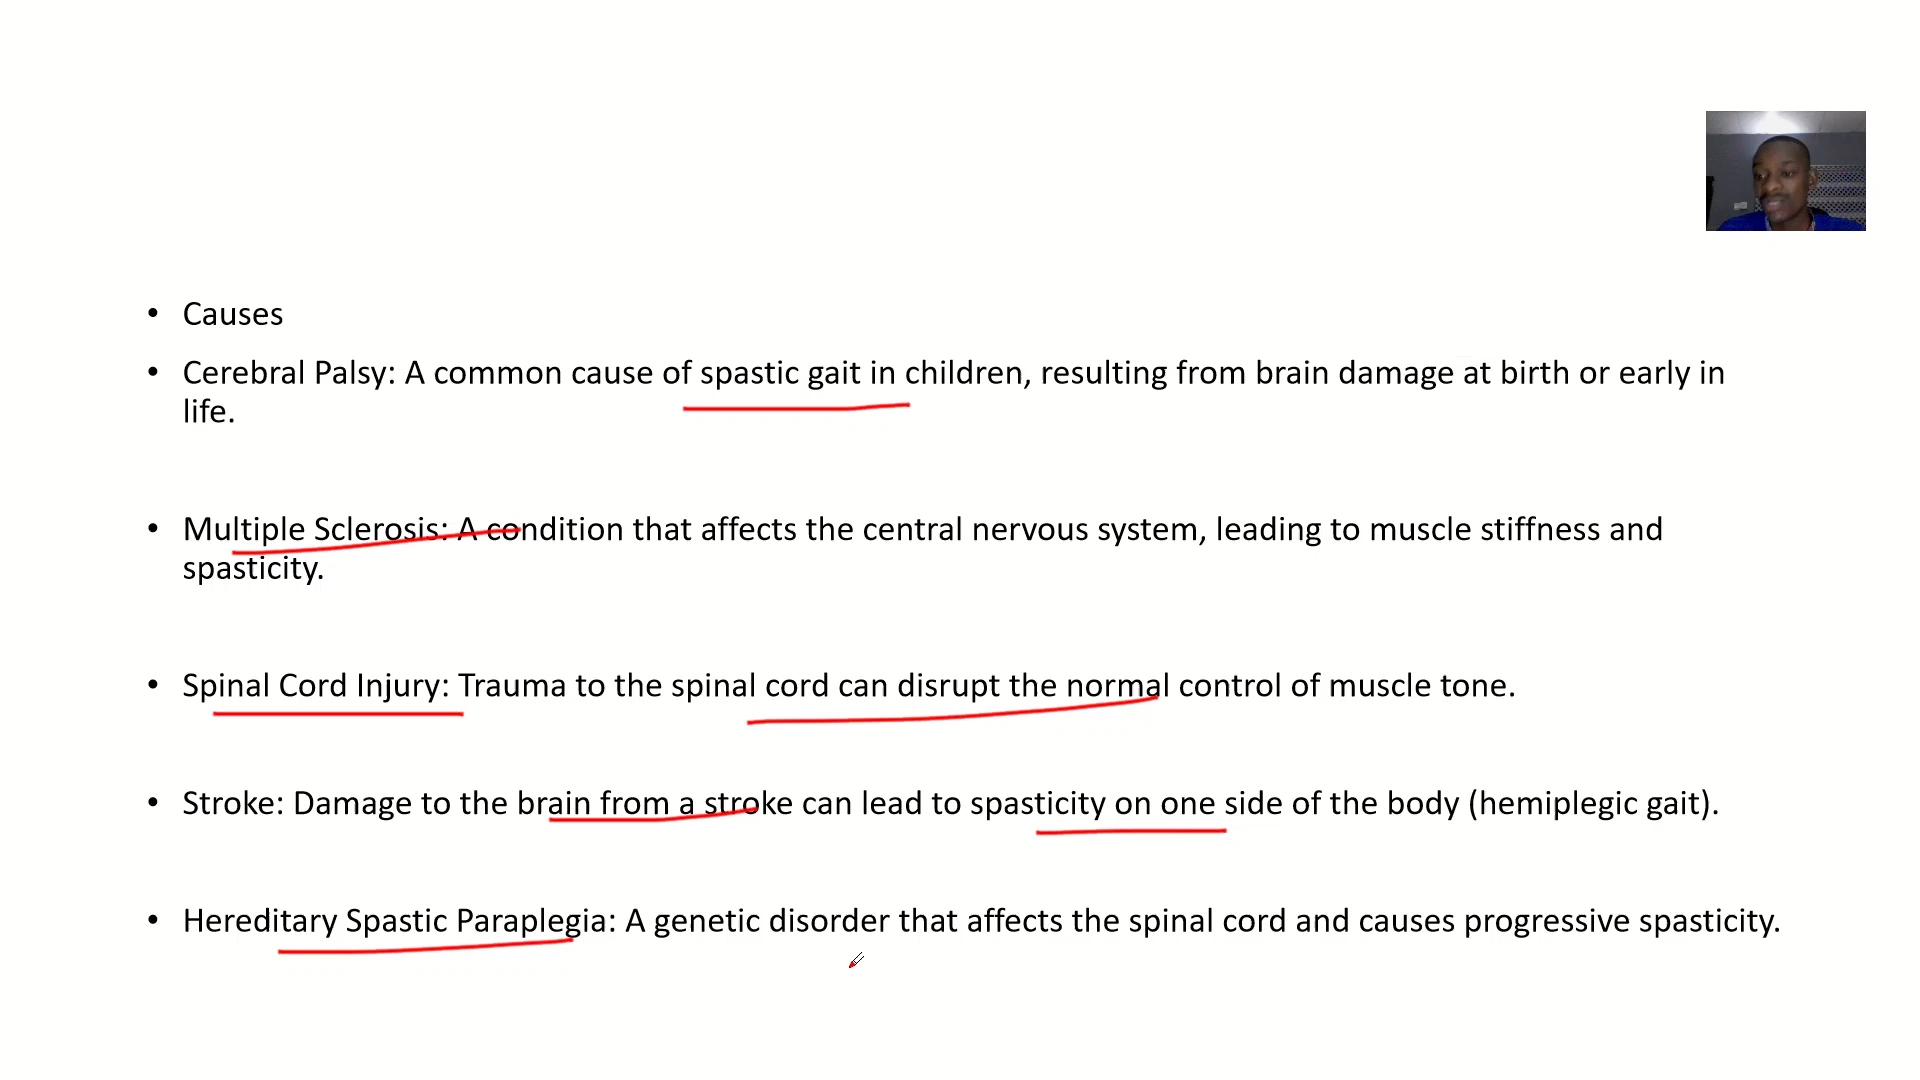 • Causes
• Cerebral Palsy: A common cause of spastic gait in children, resulting from brain damage at birth or early in
life.
• Multiple Sclerosis: A condition that affects the central nervous system, leading to muscle stiffness and
spasticity.
• Spinal Cord Injury: Trauma to the spinal cord can disrupt the normal control of muscle tone.
• Stroke: Damage to the brain from a stroke can lead to spasticity on one side of the body (hemiplegic gait).
• Hereditary Spastic Paraplegia: A genetic disorder that affects the spinal cord and causes progressive spasticity.